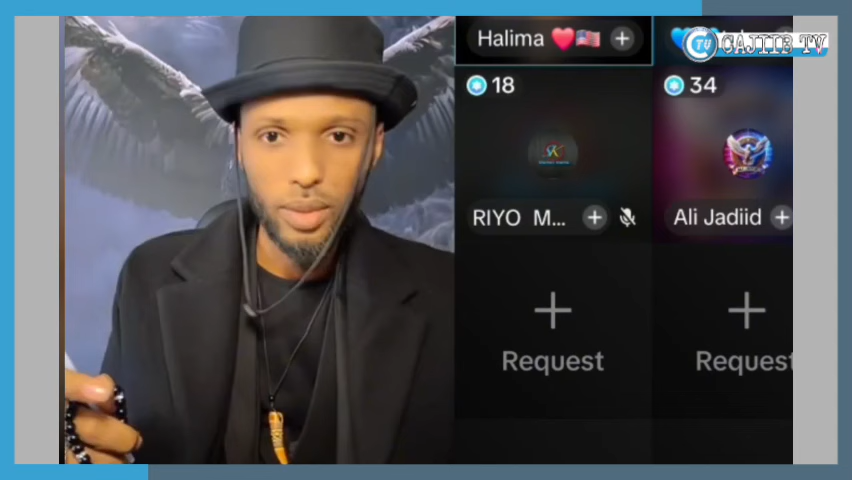 Halima ❤️🇺🇸
CAJIIB TV
18
34
RIYO M...
Ali Jadiid
Request
Request